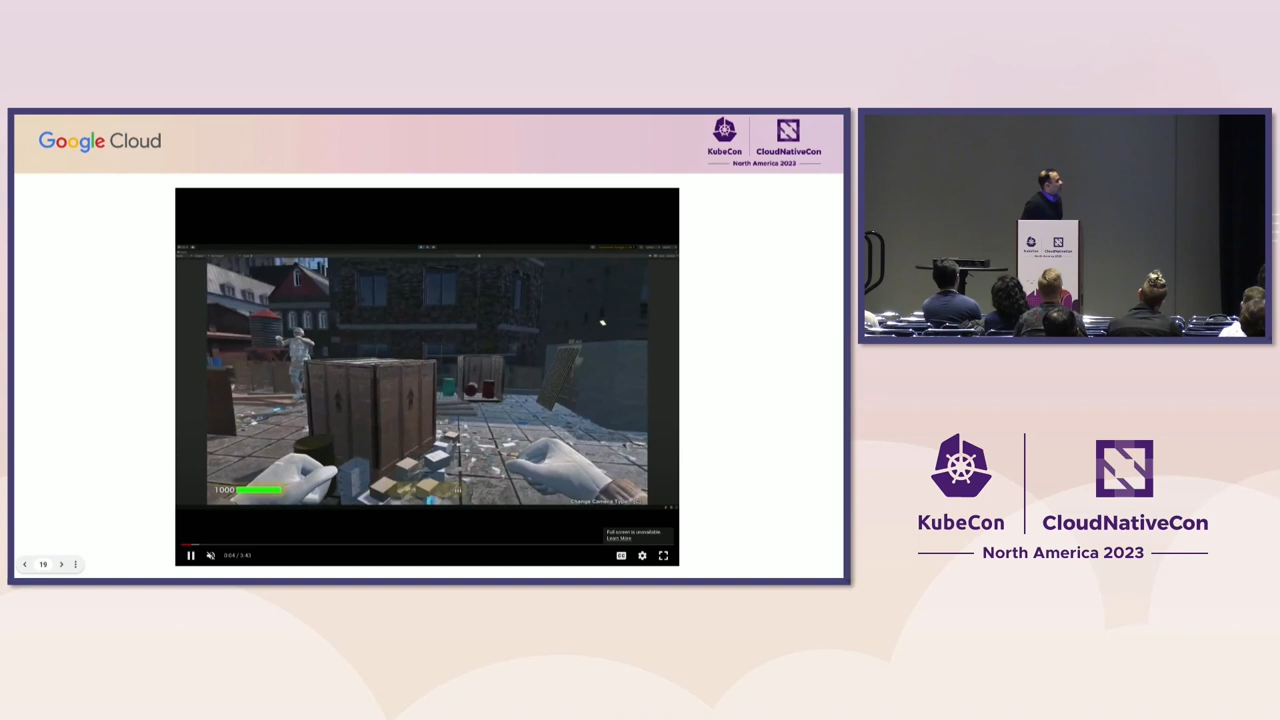 Google Cloud
KubeCon
CloudNativeCon
North America 2023
1000
Change Camera Type
Full screen is unavailable.
Learn More
0:04 / 3:43
19
KubeCon
CloudNativeCon
North America 2023
KubeCon
CloudNativeCon
North America 2023